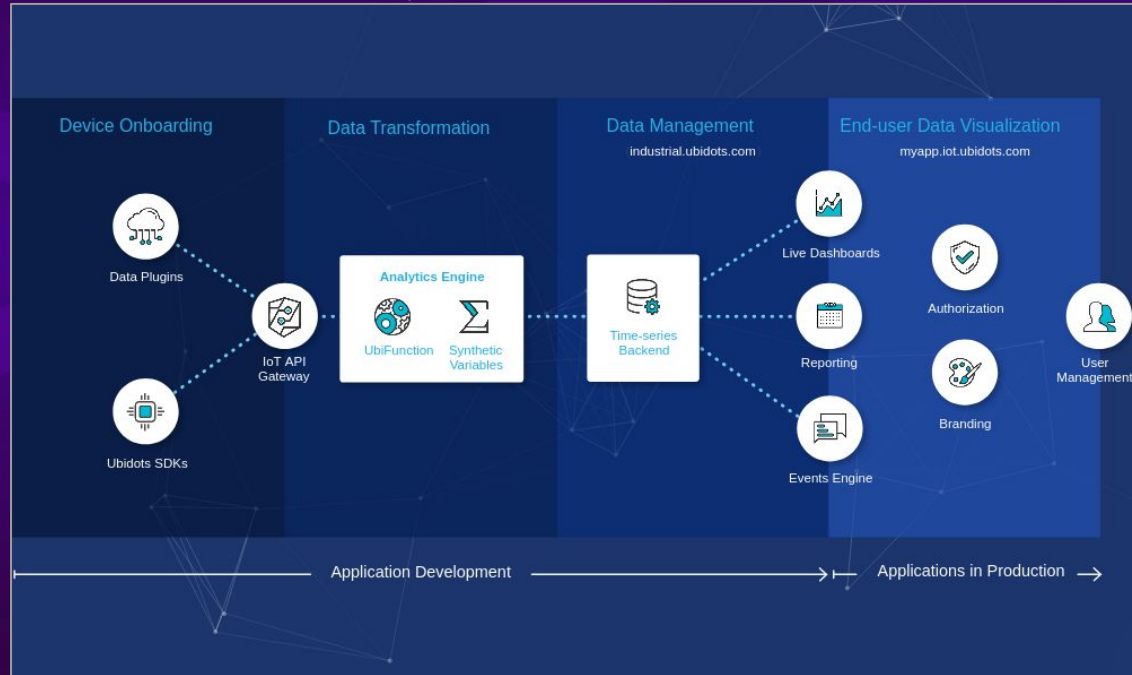 Device Onboarding
Data Transformation
Data Management
industrial.ubidots.com
End-user Data Visualization
myapp.iot.ubidots.com
Data Plugins
IoT API
Gateway
Ubidots SDKs
Analytics Engine
UbiFunction
Synthetic
Variables
Time-series
Backend
Live Dashboards
Reporting
Events Engine
Authorization
Branding
User
Management
Application Development
Applications in Production